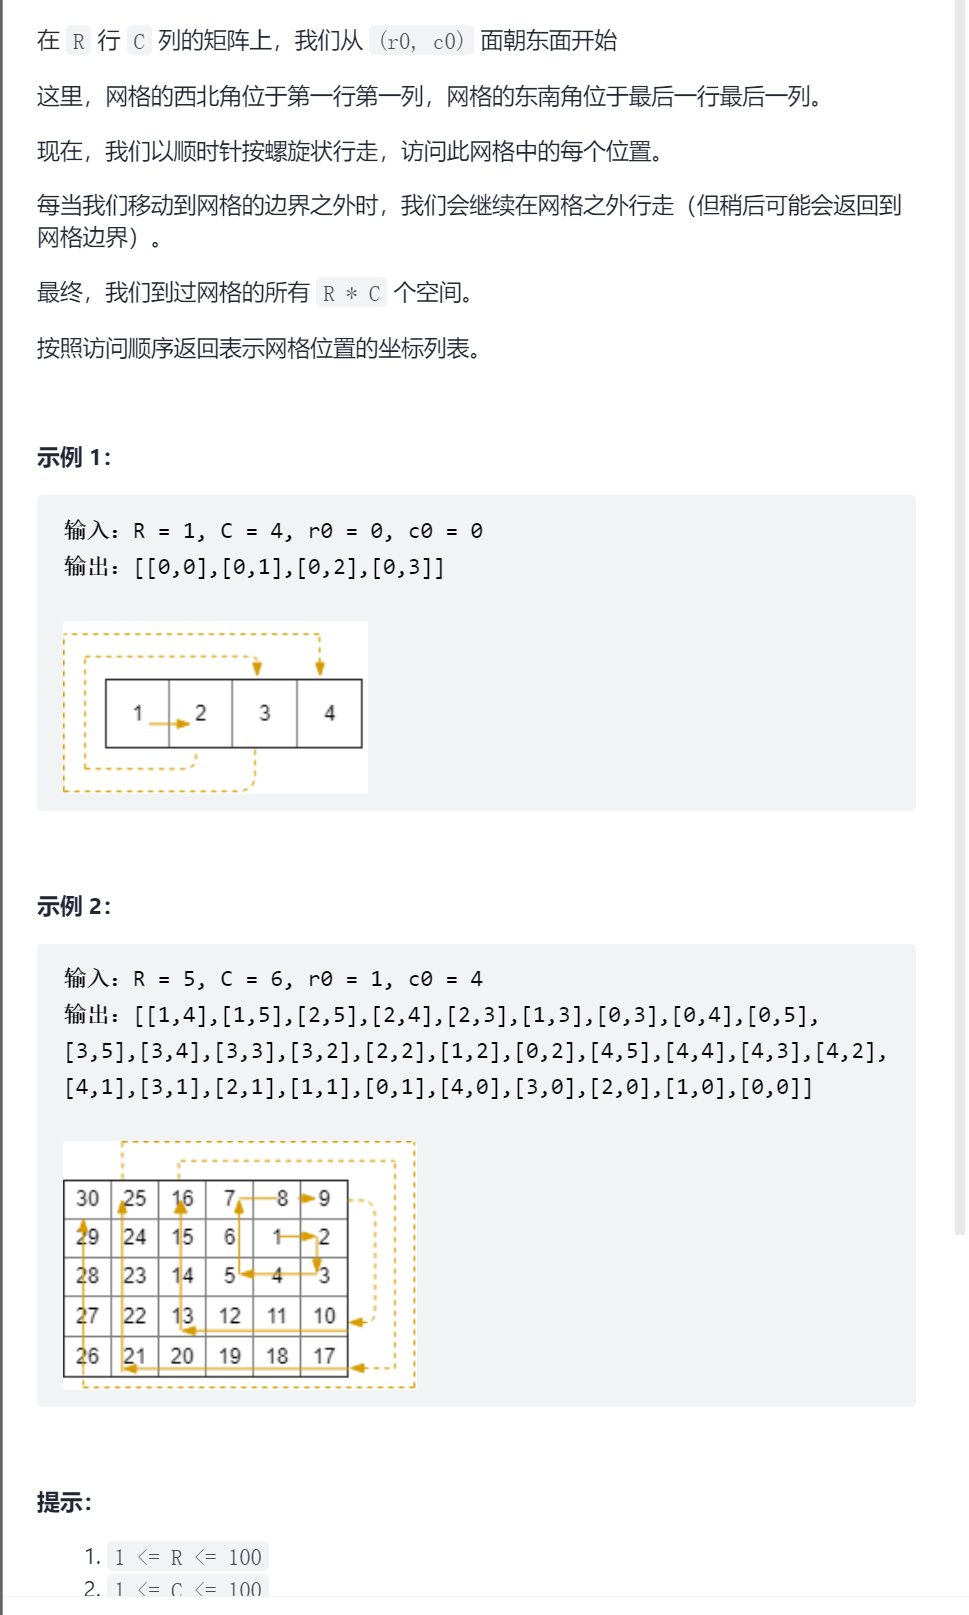 在 R 行 C 列的矩阵上，我们从 (r0, c0) 面朝东面开始
这里，网格的西北角位于第一行第一列，网格的东南角位于最后一行最后一列。
现在，我们以顺时针按螺旋状行走，访问此网格中的每个位置。
每当我们移动到网格的边界之外时，我们会继续在网格之外行走（但稍后可能会返回到
网格边界）。
最终，我们到过网格的所有 R * C 个空间。
按照访问顺序返回表示网格位置的坐标列表。
示例 1：
输入：R = 1, C = 4, r0 = 0, c0 = 0
输出：[[0,0],[0,1],[0,2],[0,3]]
1 2 3 4
示例 2：
输入：R = 5, C = 6, r0 = 1, c0 = 4
输出：[[1,4],[1,5],[2,5],[2,4],[2,3],[1,3],[0,3],[0,4],[0,5],
[3,5],[3,4],[3,3],[3,2],[2,2],[1,2],[0,2],[4,5],[4,4],[4,3],[4,2],
[4,1],[3,1],[2,1],[1,1],[0,1],[4,0],[3,0],[2,0],[1,0],[0,0]]
30 25 16 7 8 9
29 24 15 6 1 2
28 23 14 5 4 3
27 22 13 12 11 10
26 21 20 19 18 17
提示：
1. 1 <= R <= 100
2. 1 <= C <= 100